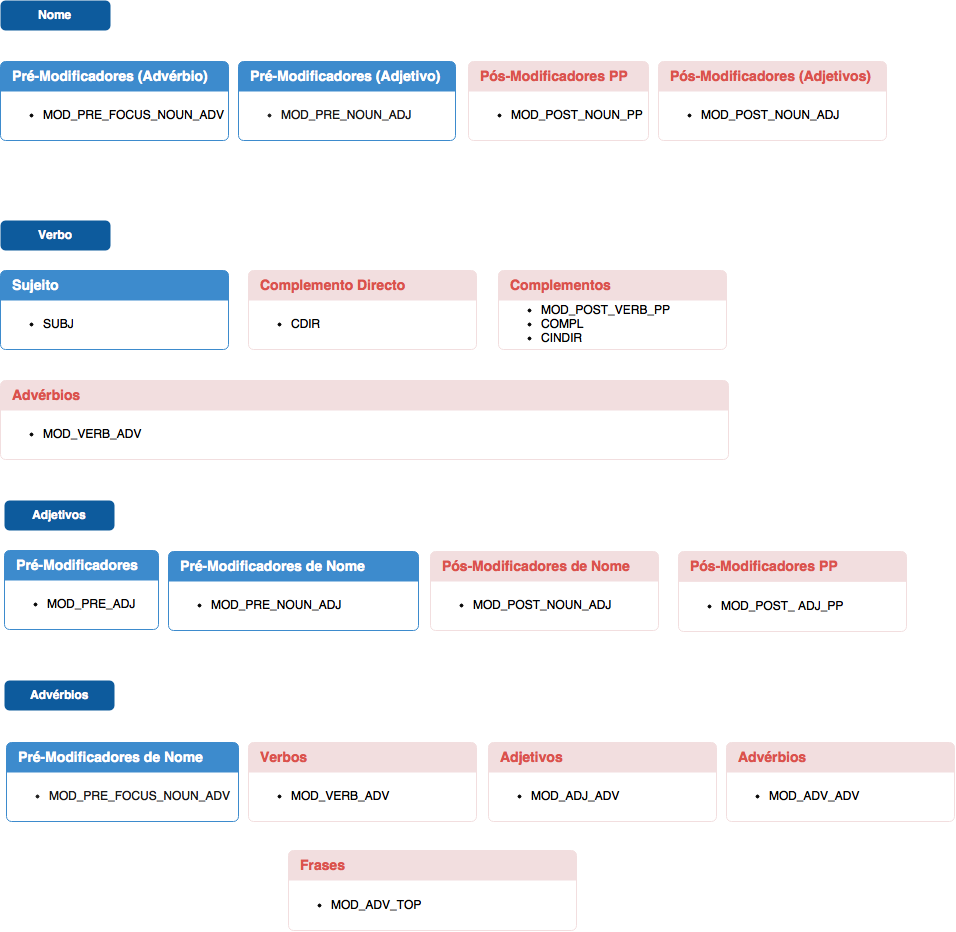 Nome
Pré-Modificadores (Advérbio)
Pré-Modificadores (Adjetivo)
Pós-Modificadores PP
Pós-Modificadores (Adjetivos)
• MOD_PRE_FOCUS_NOUN_ADV
• MOD_PRE_NOUN_ADJ
• MOD_POST_NOUN_PP
• MOD_POST_NOUN_ADJ
Verbo
Sujeito
Complemento Directo
Complementos
• SUBJ
• CDIR
• MOD_POST_VERB_PP
• COMPL
• CINDIR
Advérbios
• MOD_VERB_ADV
Adjetivos
Pré-Modificadores
Pré-Modificadores de Nome
Pós-Modificadores de Nome
Pós-Modificadores PP
• MOD_PRE_ADJ
• MOD_PRE_NOUN_ADJ
• MOD_POST_NOUN_ADJ
• MOD_POST_ ADJ_PP
Advérbios
Pré-Modificadores de Nome
Verbos
Adjetivos
Advérbios
• MOD_PRE_FOCUS_NOUN_ADV
• MOD_VERB_ADV
• MOD_ADJ_ADV
• MOD_ADV_ADV
Frases
• MOD_ADV_TOP